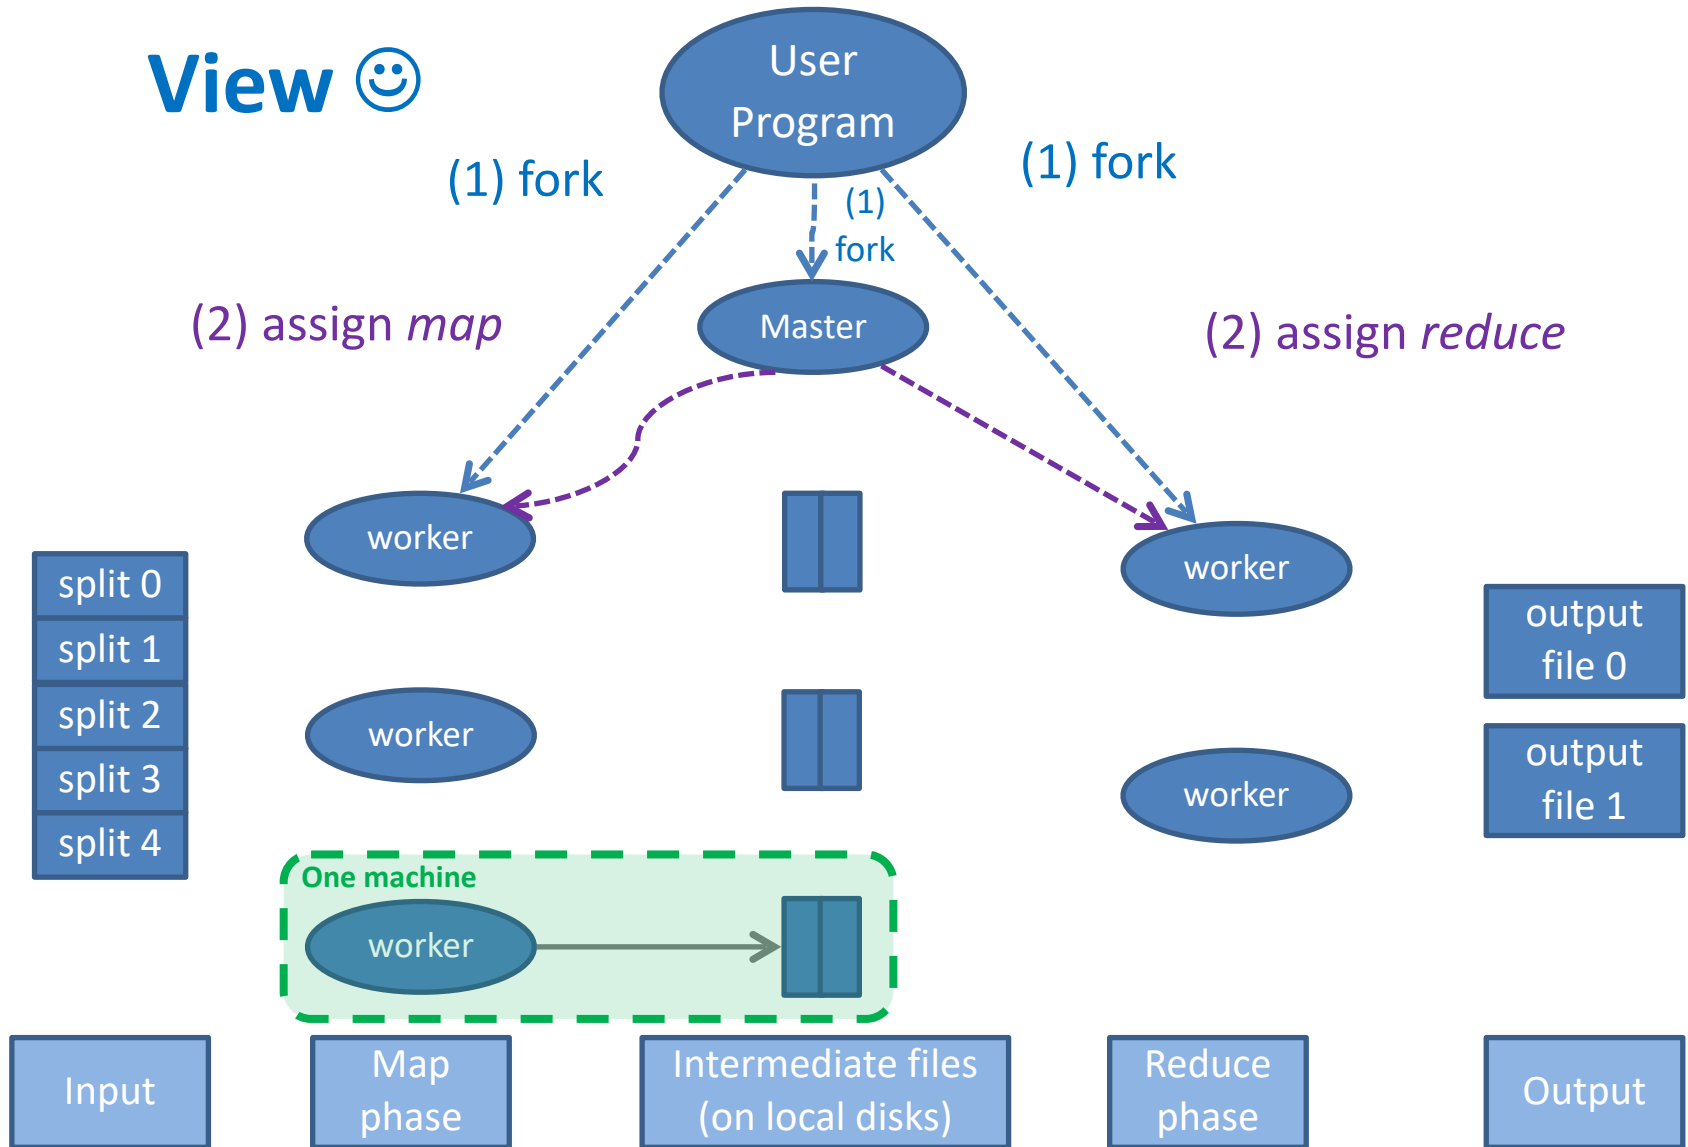 View ☺
User
Program
(1) fork
(1) fork
(1)
fork
(2) assign map
Master
(2) assign reduce
worker
worker
split 0
split 1
split 2
split 3
split 4
output
file 0
worker
worker
output
file 1
One machine
worker
Input
Map
phase
Intermediate files
(on local disks)
Reduce
phase
Output